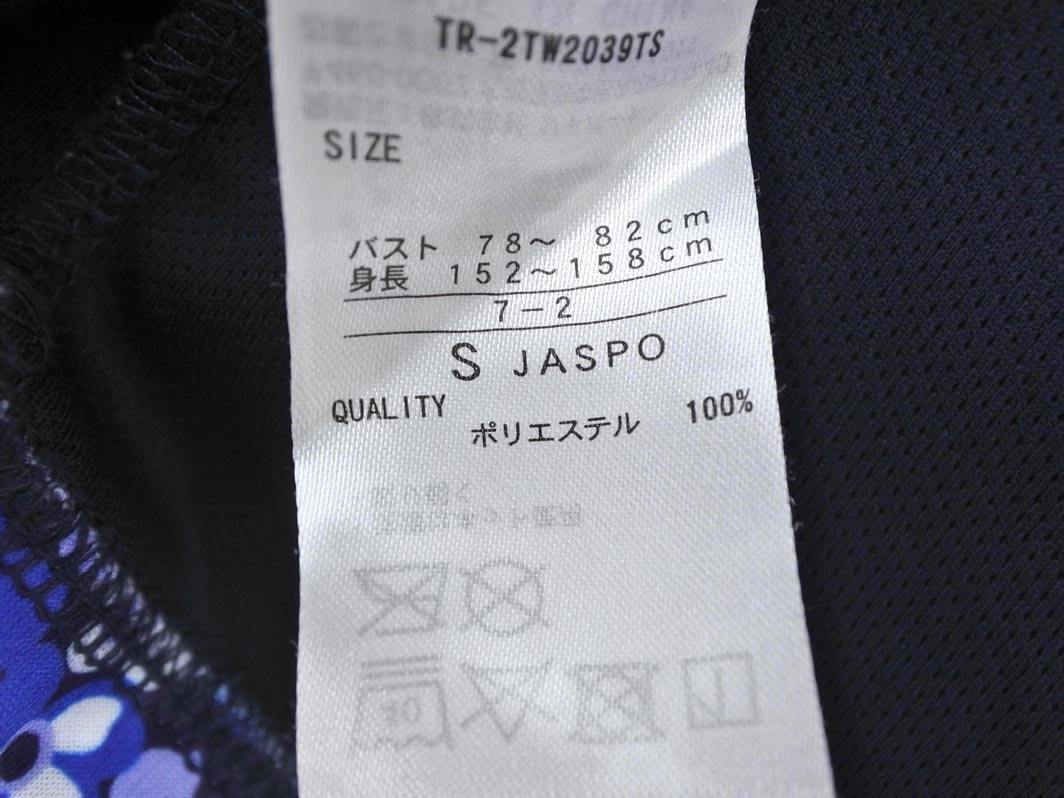 TR-2TW2039TS
SIZE
バスト 78～ 82cm
身長 152～158cm
7-2
S JASPO
QUALITY
ポリエステル 100%